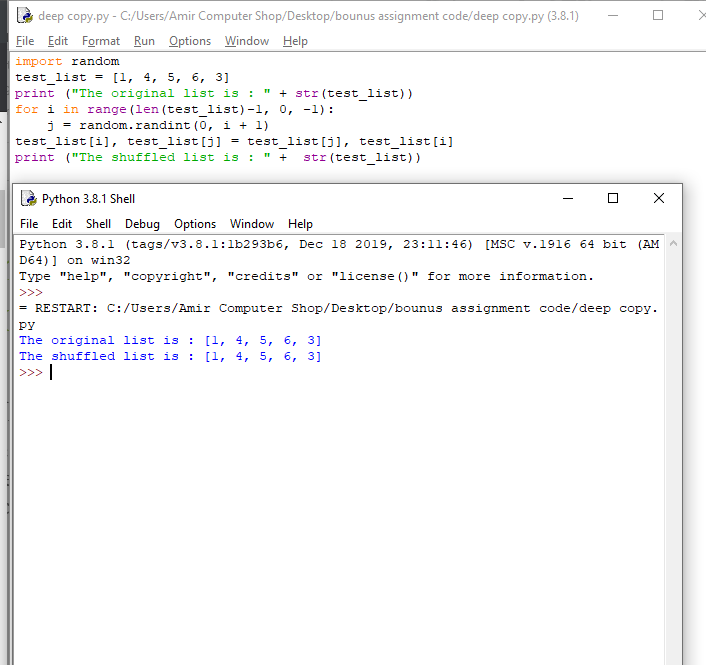 deep copy.py - C:/Users/Amir Computer Shop/Desktop/bounus assignment code/deep copy.py (3.8.1)
File Edit Format Run Options Window Help
import random
test_list = [1, 4, 5, 6, 3]
print ("The original list is : " + str(test_list))
for i in range(len(test_list)-1, 0, -1):
    j = random.randint(0, i + 1)
test_list[i], test_list[j] = test_list[j], test_list[i]
print ("The shuffled list is : " +  str(test_list))
Python 3.8.1 Shell
File Edit Shell Debug Options Window Help
Python 3.8.1 (tags/v3.8.1:1b293b6, Dec 18 2019, 23:11:46) [MSC v.1916 64 bit (AM
D64)] on win32
Type "help", "copyright", "credits" or "license()" for more information.
>>>
= RESTART: C:/Users/Amir Computer Shop/Desktop/bounus assignment code/deep copy.
py
The original list is : [1, 4, 5, 6, 3]
The shuffled list is : [1, 4, 5, 6, 3]
>>>